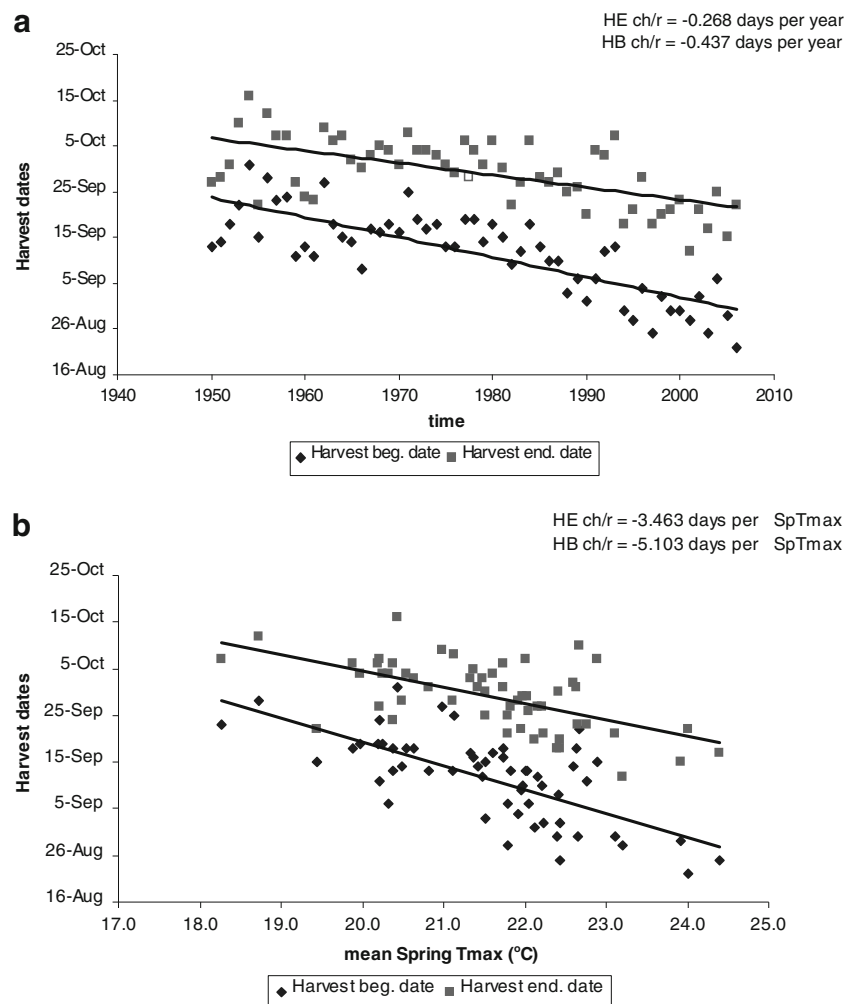 a
HE ch/r = -0.268 days per year
HB ch/r = -0.437 days per year
Harvest dates
25-Oct
15-Oct
5-Oct
25-Sep
15-Sep
5-Sep
26-Aug
16-Aug
1940 1950 1960 1970 1980 1990 2000 2010
time
Harvest beg. date Harvest end. date
b
HE ch/r = -3.463 days per SpTmax
HB ch/r = -5.103 days per SpTmax
Harvest dates
25-Oct
15-Oct
5-Oct
25-Sep
15-Sep
5-Sep
26-Aug
16-Aug
17.0 18.0 19.0 20.0 21.0 22.0 23.0 24.0 25.0
mean Spring Tmax (°C)
Harvest beg. date Harvest end. date